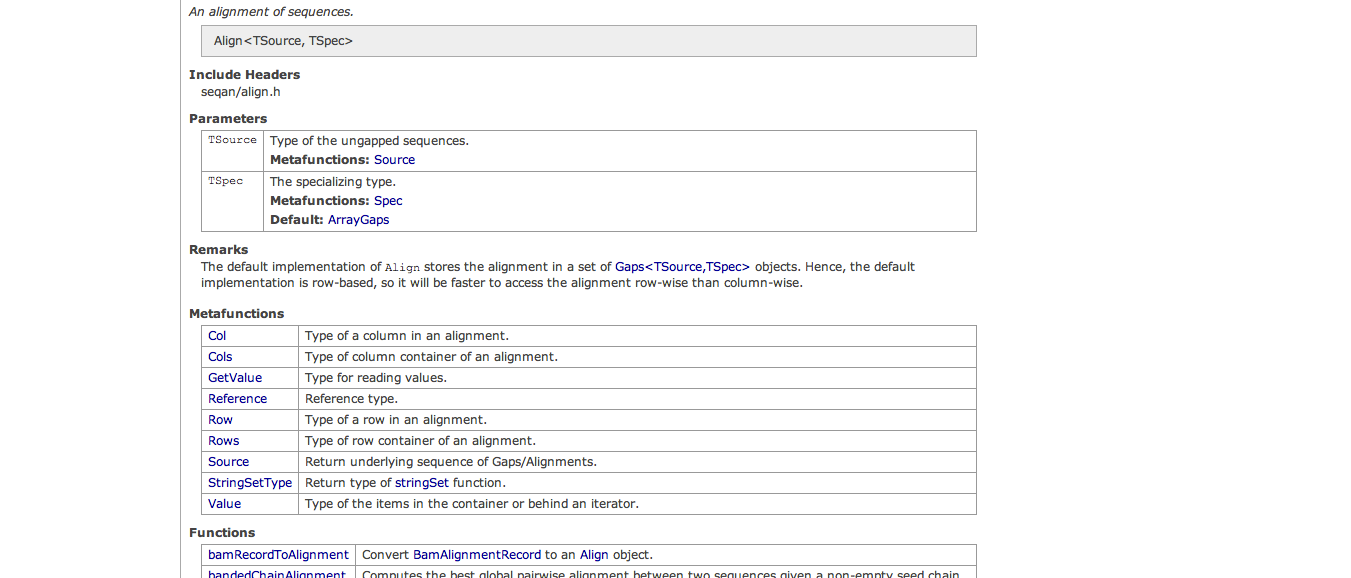 An alignment of sequences.
Align<TSource, TSpec>
Include Headers
seqan/align.h
Parameters
TSource Type of the ungapped sequences.
Metafunctions: Source
TSpec The specializing type.
Metafunctions: Spec
Default: ArrayGaps
Remarks
The default implementation of Align stores the alignment in a set of Gaps<TSource,TSpec> objects. Hence, the default
implementation is row-based, so it will be faster to access the alignment row-wise than column-wise.
Metafunctions
Col Type of a column in an alignment.
Cols Type of column container of an alignment.
GetValue Type for reading values.
Reference Reference type.
Row Type of a row in an alignment.
Rows Type of row container of an alignment.
Source Return underlying sequence of Gaps/Alignments.
StringSetType Return type of stringSet function.
Value Type of the items in the container or behind an iterator.
Functions
bamRecordToAlignment Convert BamAlignmentRecord to an Align object.
bandedChainAlignment Computes the best global pairwise alignment between two sequences given a non-empty seed chain.